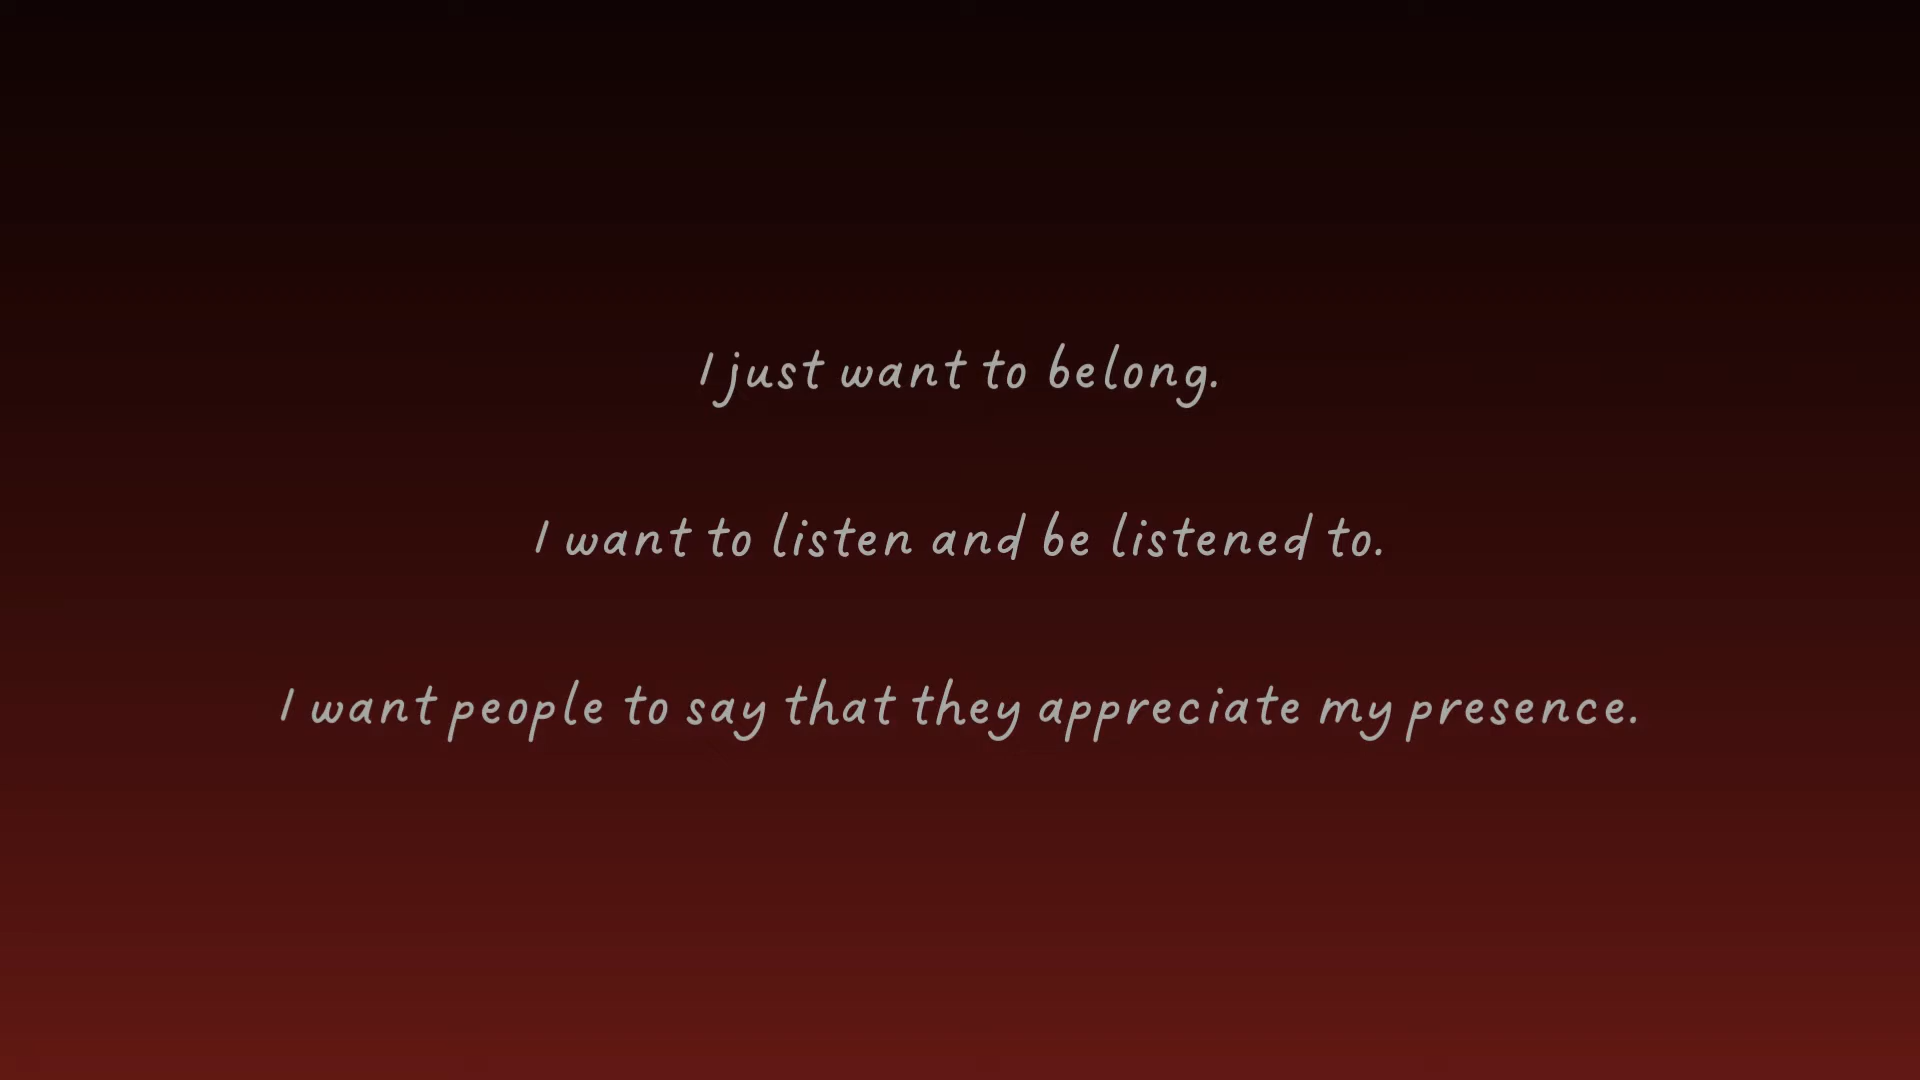 I just want to belong.
I want to listen and be listened to.
I want people to say that they appreciate my presence.